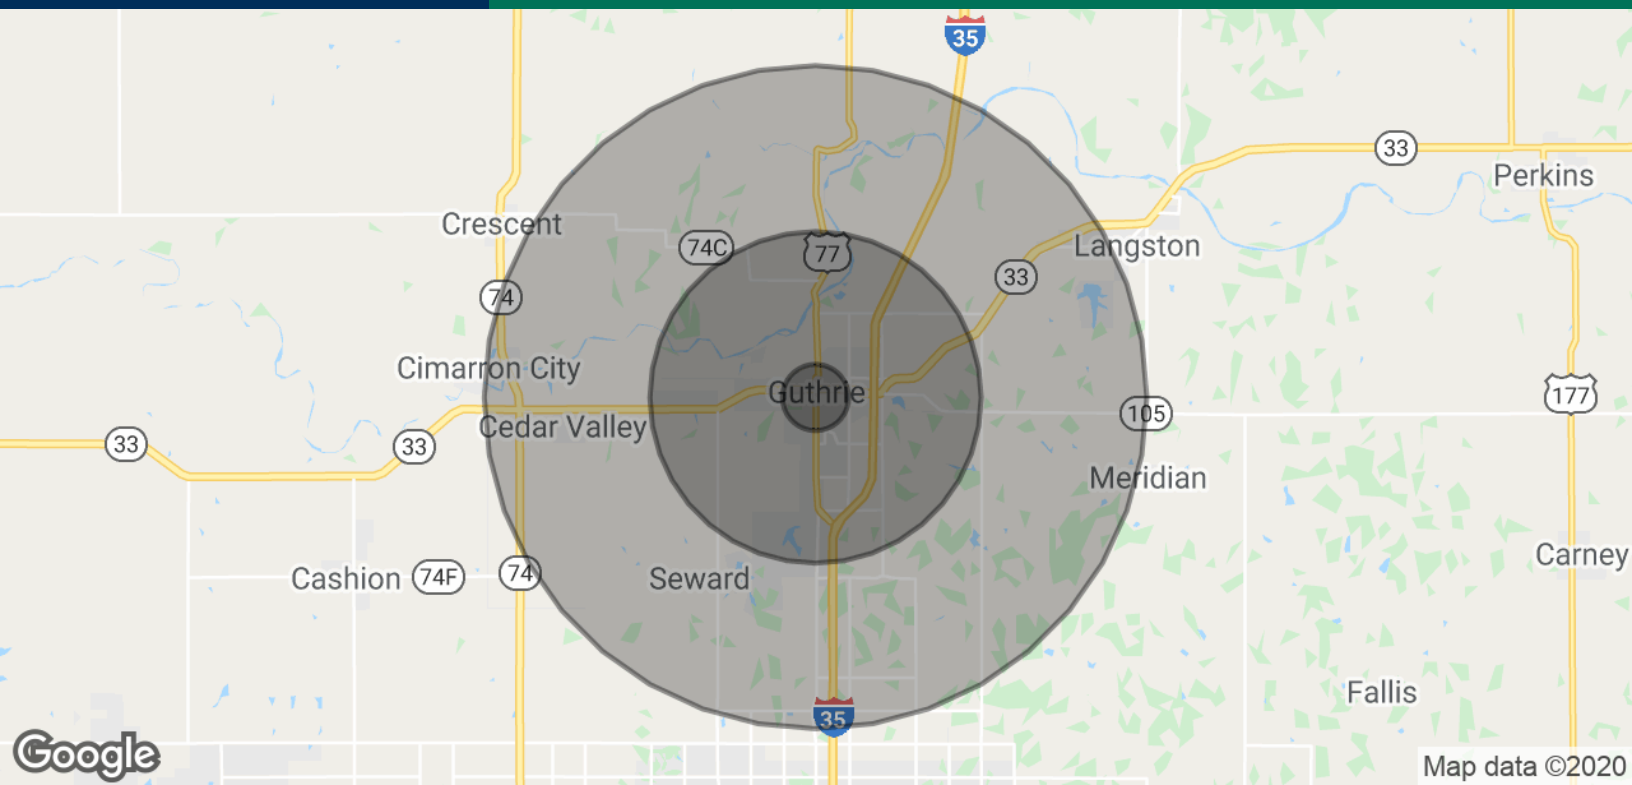 35
33
Perkins
Crescent
74C
77
Langston
33
74
Cimarron City
Guthrie
177
105
Cedar Valley
33
33
Meridian
Carney
Cashion
74F
74
Seward
Fallis
35
Google
Map data ©2020